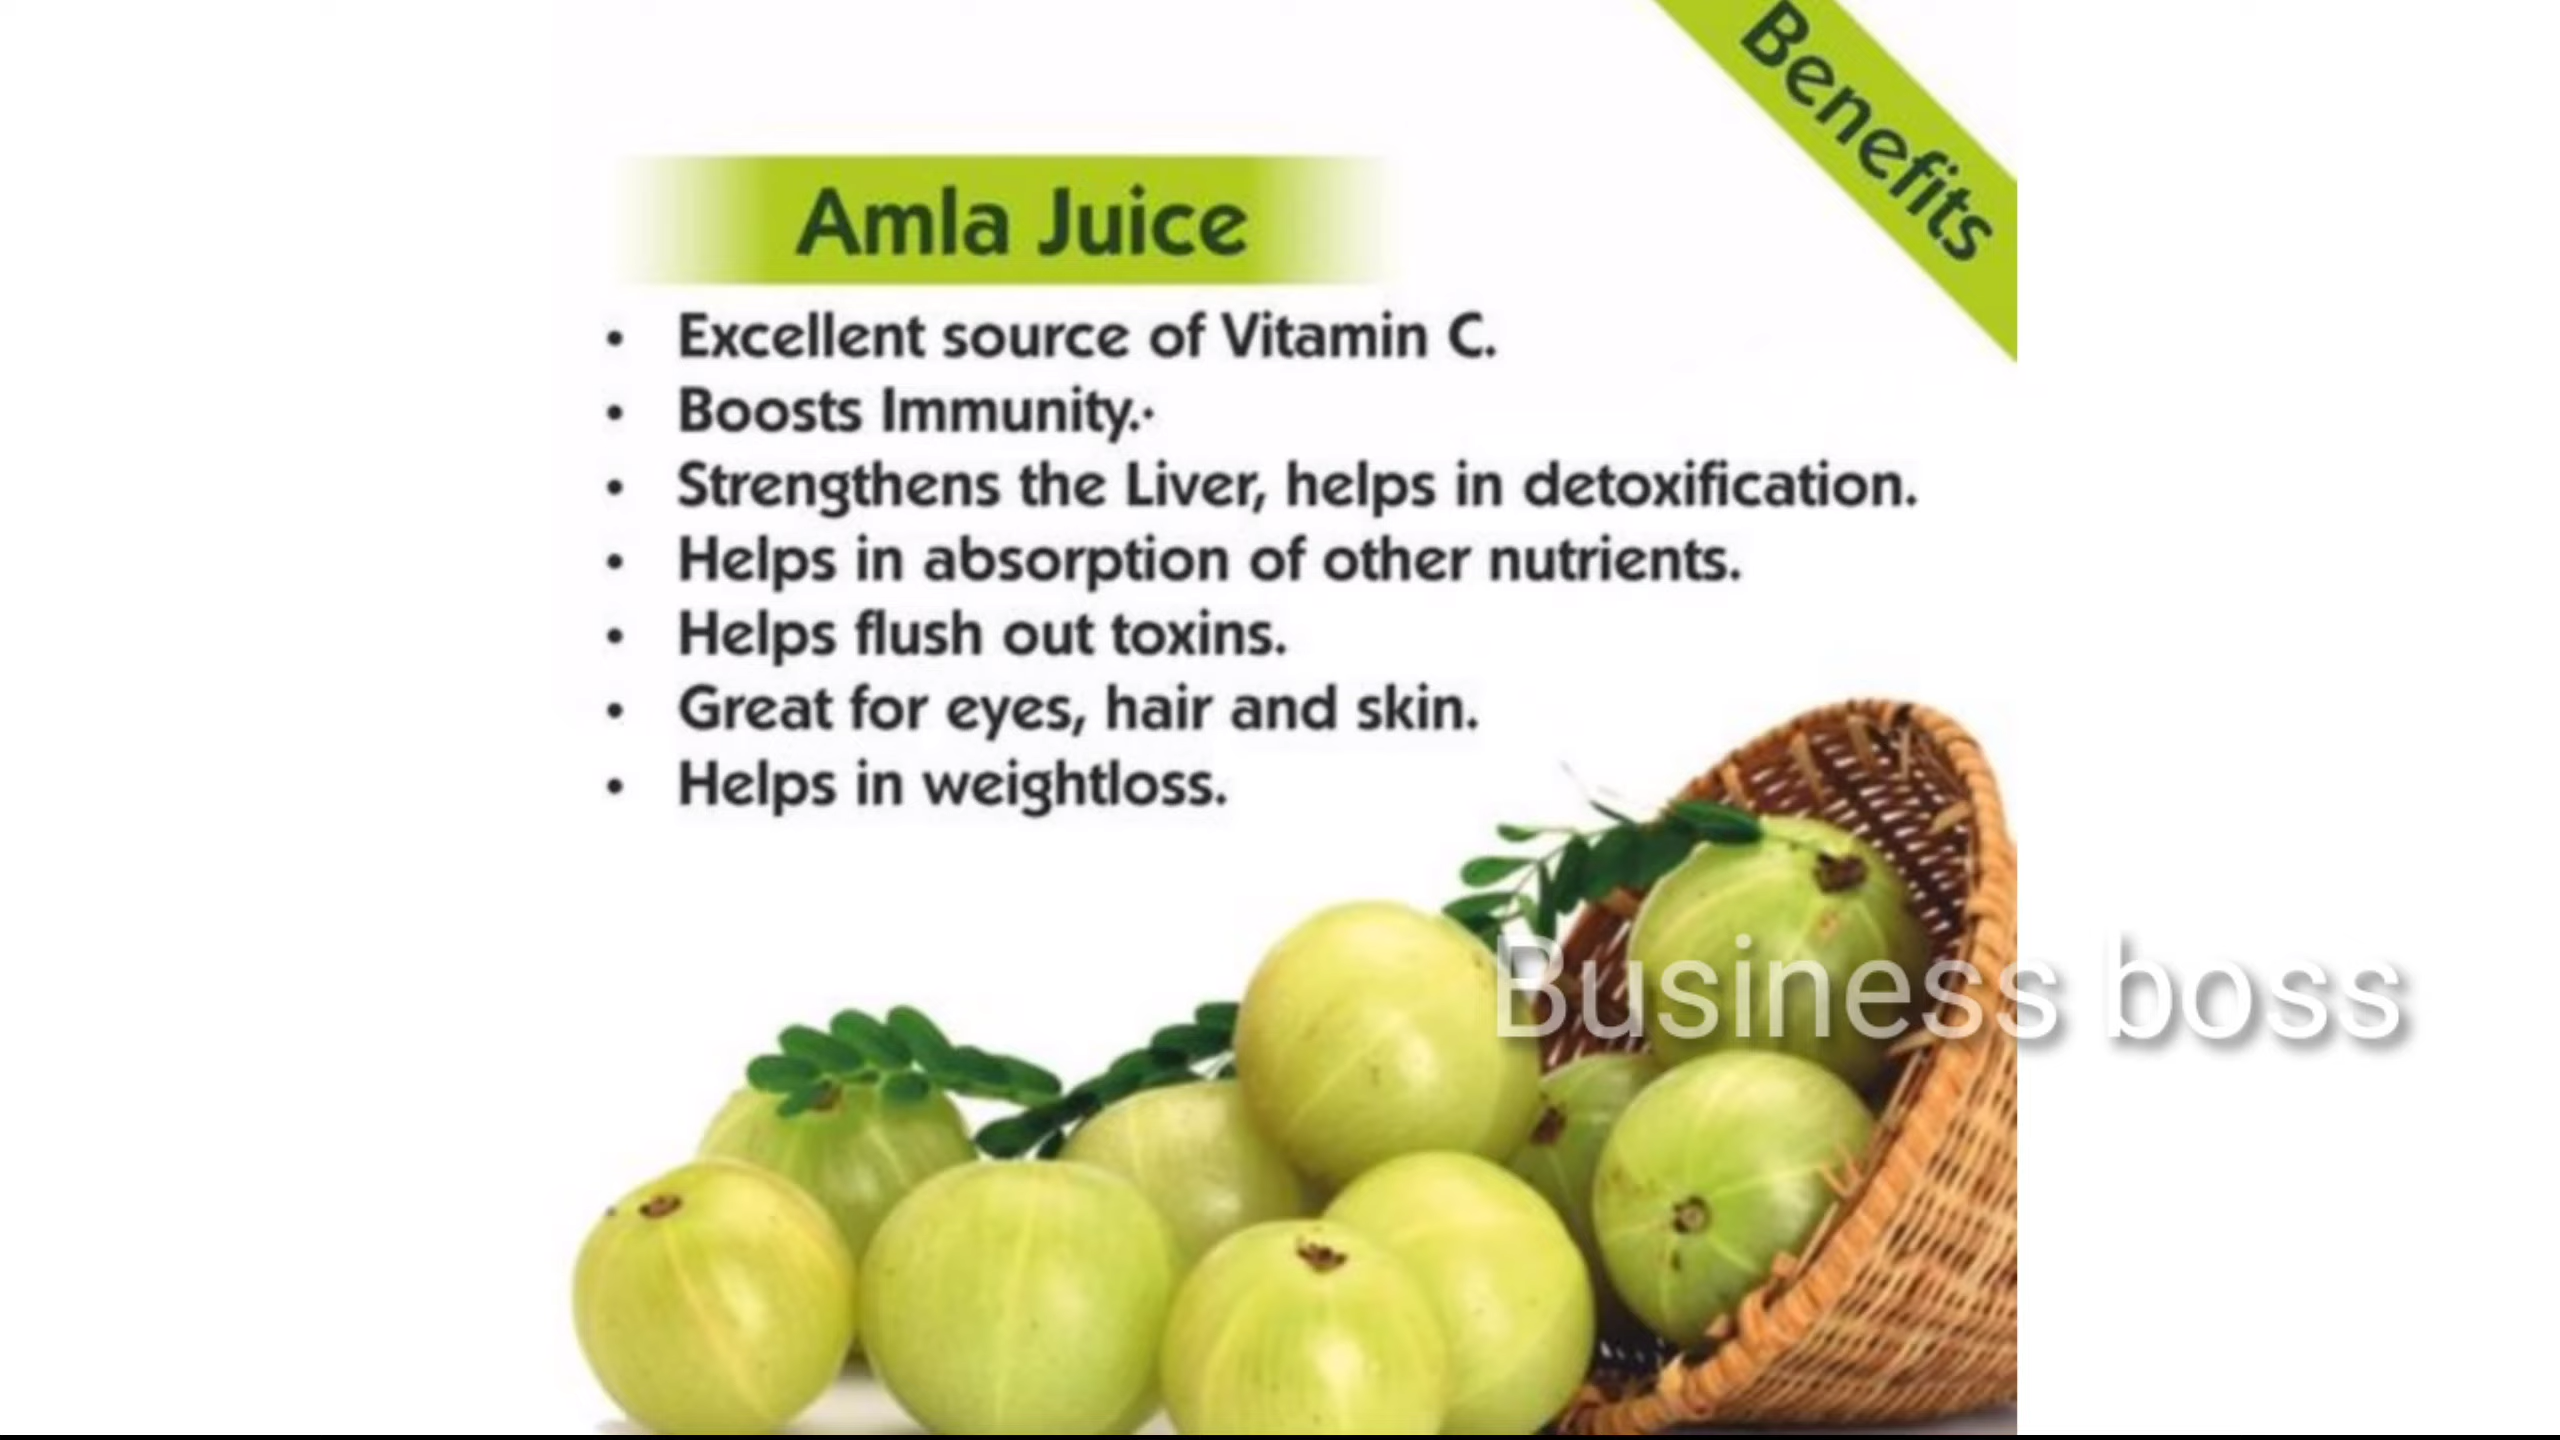 Benefits
Amla Juice
• Excellent source of Vitamin C.
• Boosts Immunity.·
• Strengthens the Liver, helps in detoxification.
• Helps in absorption of other nutrients.
• Helps flush out toxins.
• Great for eyes, hair and skin.
• Helps in weightloss.
Business boss